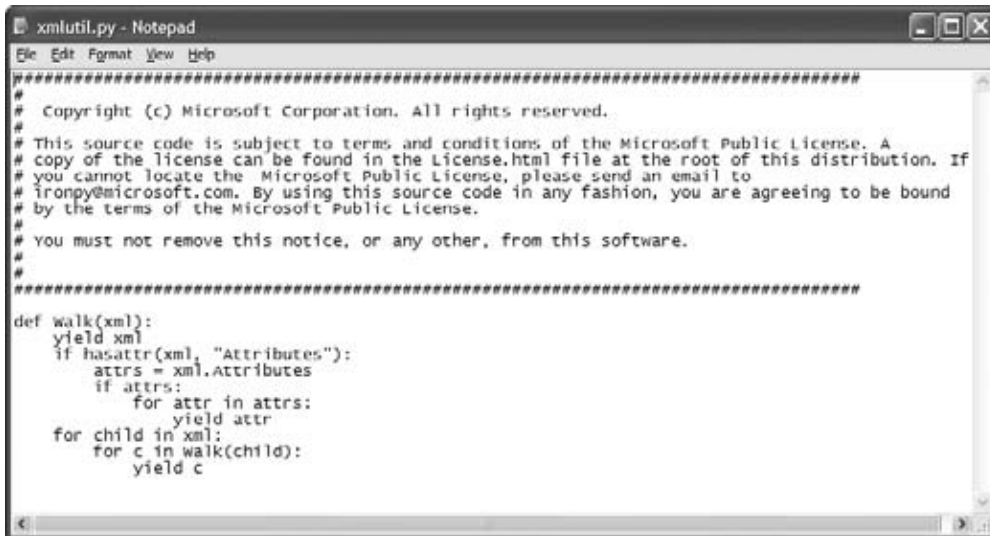 xmlutil.py - Notepad
File Edit Format View Help
#####################################################################################
#
#  Copyright (c) Microsoft Corporation. All rights reserved.
#
# This source code is subject to terms and conditions of the Microsoft Public License. A
# copy of the license can be found in the License.html file at the root of this distribution. If
# you cannot locate the  Microsoft Public License, please send an email to
# ironpy@microsoft.com. By using this source code in any fashion, you are agreeing to be bound
# by the terms of the Microsoft Public License.
#
# You must not remove this notice, or any other, from this software.
#
#
#####################################################################################
def Walk(xml):
    yield xml
    if hasattr(xml, "Attributes"):
        attrs = xml.Attributes
        if attrs:
            for attr in attrs:
                yield attr
    for child in xml:
        for c in Walk(child):
            yield c